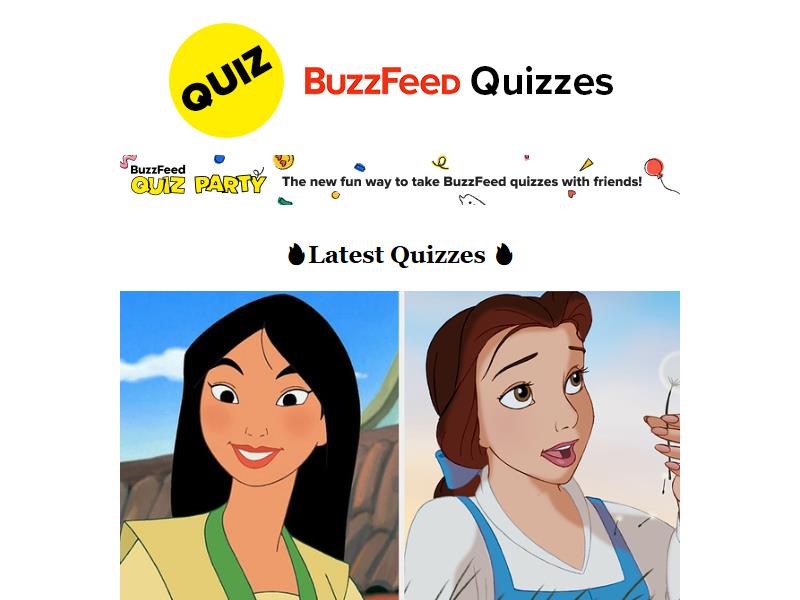 QUIZ
BuzzFeed Quizzes
BuzzFeed
QUIZ PARTY
The new fun way to take BuzzFeed quizzes with friends!
Latest Quizzes